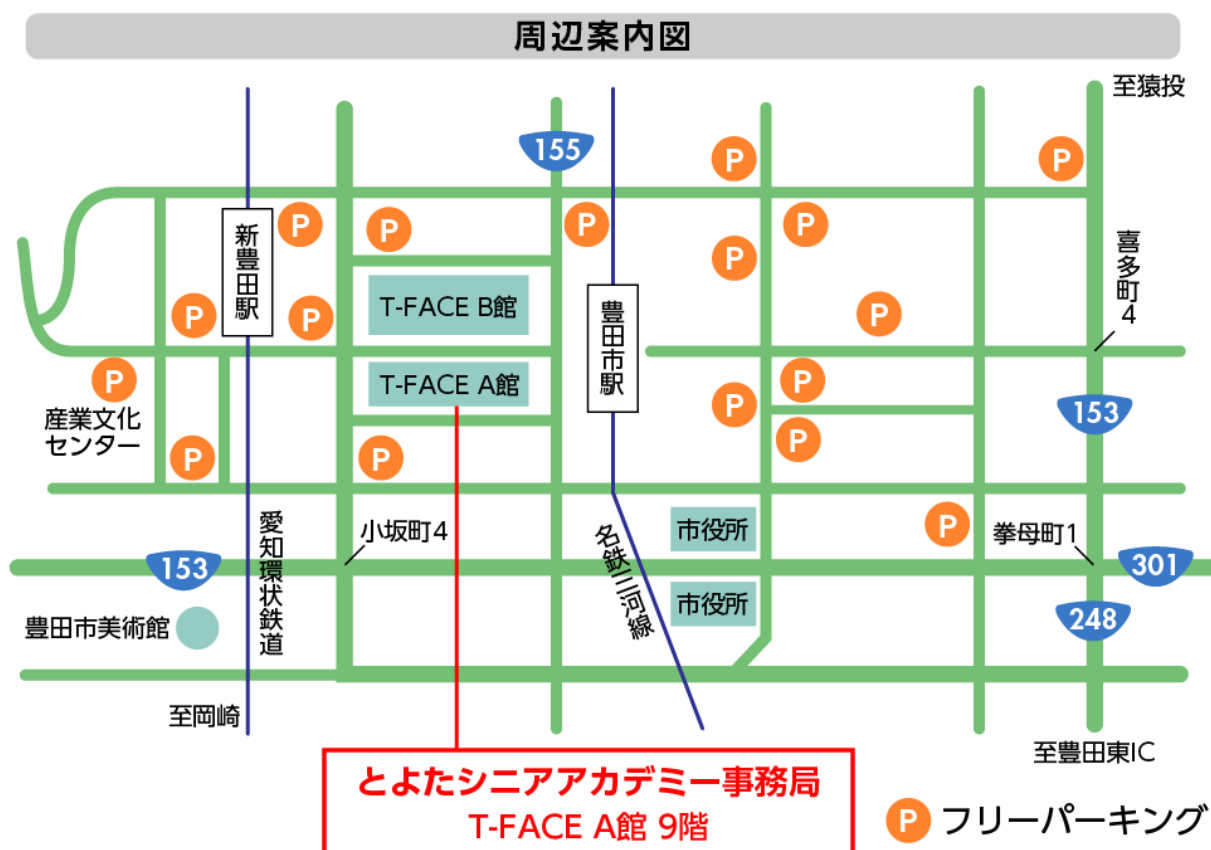 周辺案内図
至猿投
155
P
P
P
P
P
P
新豊田駅
P
喜多町4
T-FACE B館
豊田市駅
P
P
P
T-FACE A館
P
P
P
153
産業文化
センター
P
P
P
愛知環状鉄道
小坂町4
名鉄三河線
市役所
P
挙母町1
153
301
豊田市美術館
市役所
248
至岡崎
至豊田東IC
とよたシニアアカデミー事務局
T-FACE A館 9階
P フリーパーキング